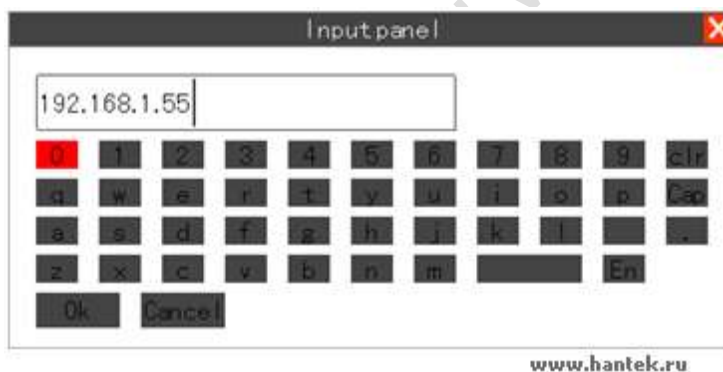 Input panel
X
192.168.1.55
0 1 2 3 4 5 6 7 8 9 clr
q w e r t y u i o p Cap
a s d f g h j k l .
z x c v b n m En
Ok Cancel
www.hantek.ru